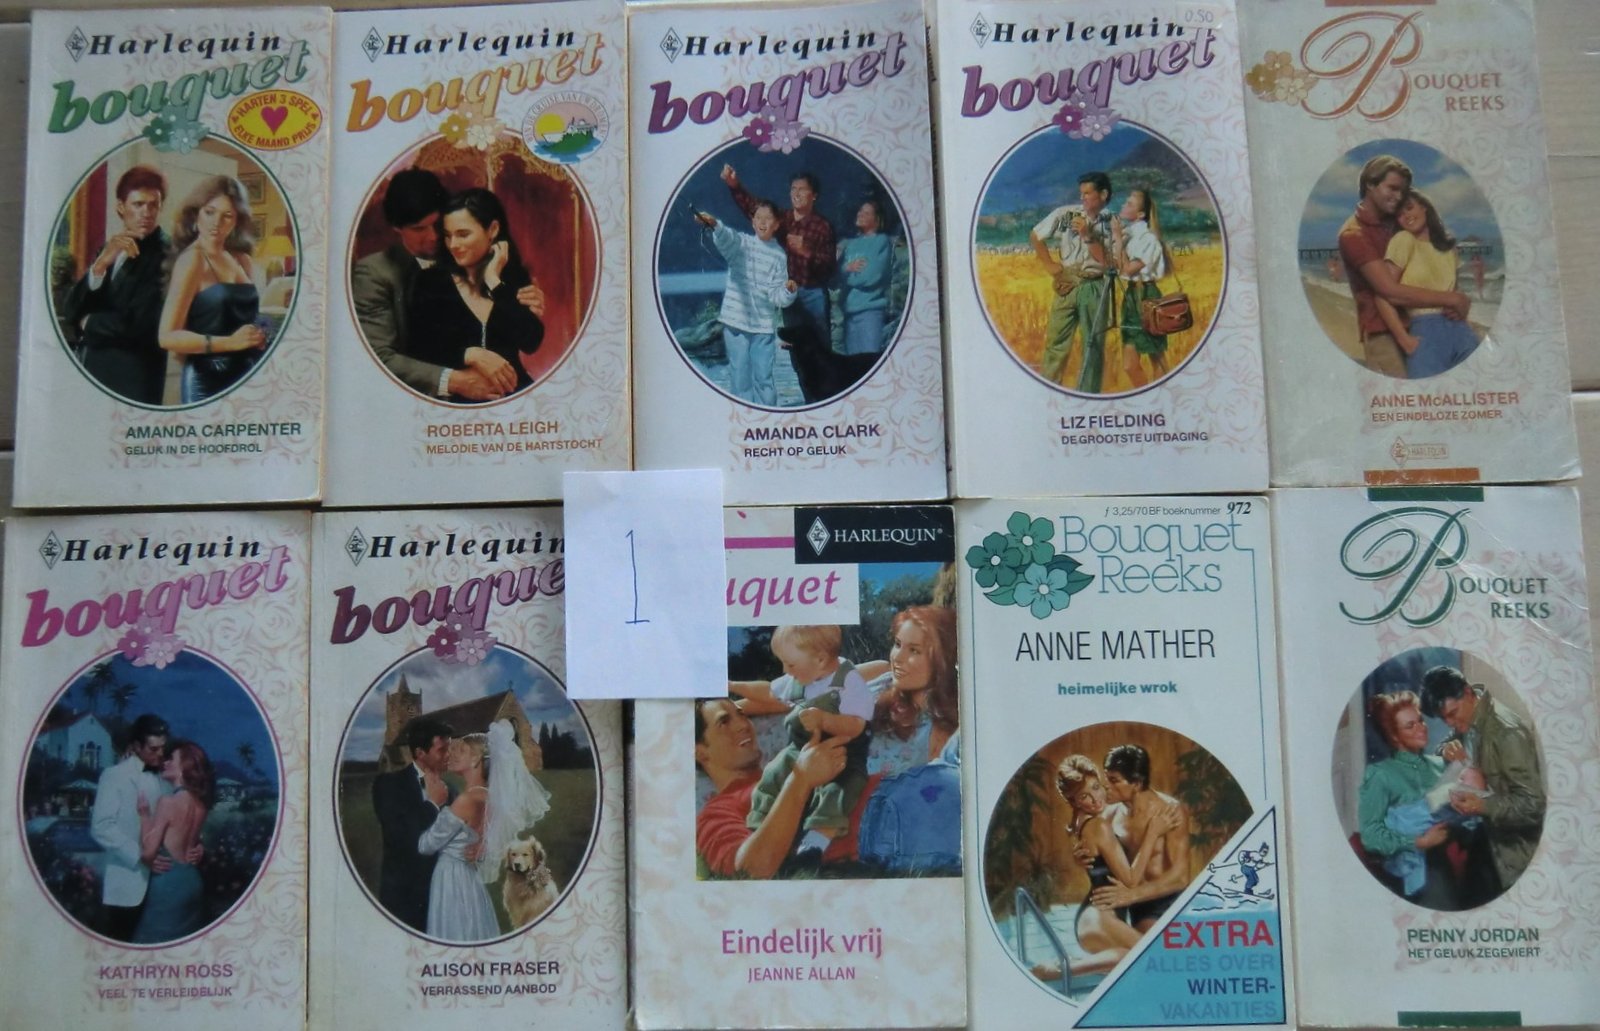 Harlequin
bouquet
HARTEN 3 SPEL
ELKE MAAND PRIJS
AMANDA CARPENTER
GELUK IN DE HOOFDROL
Harlequin
bouquet
ROBERTA LEIGH
MELODIE VAN DE HARTSTOCHT
Harlequin
bouquet
AMANDA CLARK
RECHT OP GELUK
Harlequin
0.50
bouquet
LIZ FIELDING
DE GROOTSTE UITDAGING
BOUQUET
REEKS
ANNE McALLISTER
EEN EINDELOZE ZOMER
HARLEQUIN
Harlequin
bouquet
KATHRYN ROSS
VEEL TE VERLEIDELIJK
Harlequin
bouque
ALISON FRASER
VERRASSEND AANBOD
1
HARLEQUIN®
uquet
Eindelijk vrij
JEANNE ALLAN
ƒ 3,25/70 BF boeknummer 972
Bouquet
Reeks
ANNE MATHER
heimelijke wrok
EXTRA
ALLES OVER
WINTER-
VAKANTIES
BOUQUET
REEKS
PENNY JORDAN
HET GELUK ZEGEVIERT